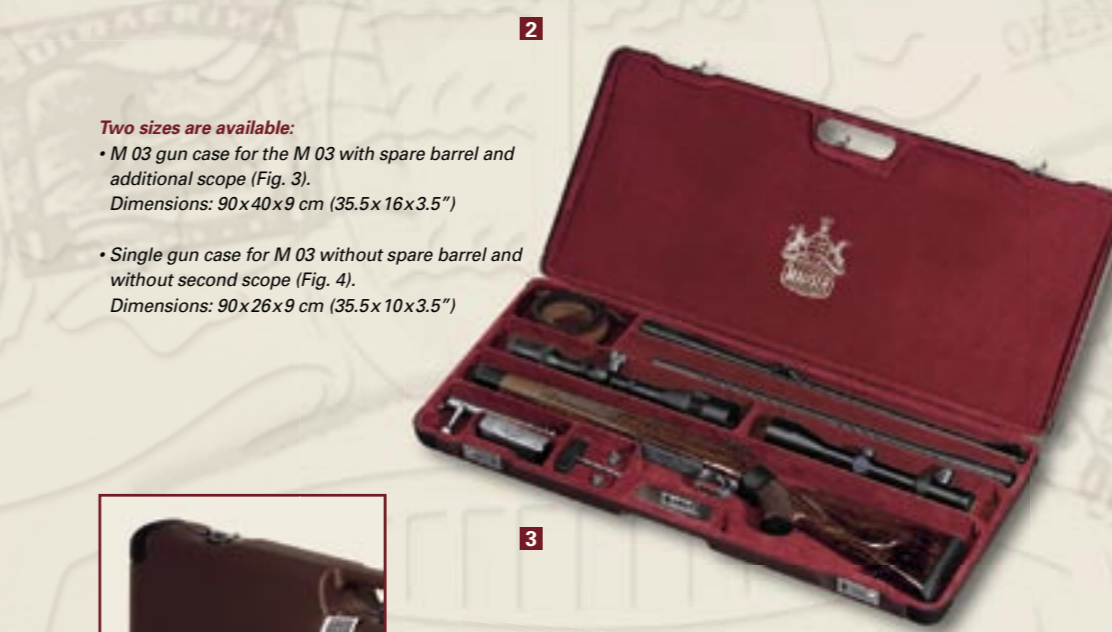 2
Two sizes are available:
• M 03 gun case for the M 03 with spare barrel and
additional scope (Fig. 3).
Dimensions: 90x40x9 cm (35.5x16x3.5”)
• Single gun case for M 03 without spare barrel and
without second scope (Fig. 4).
Dimensions: 90x26x9 cm (35.5x10x3.5”)
MAUSER
3